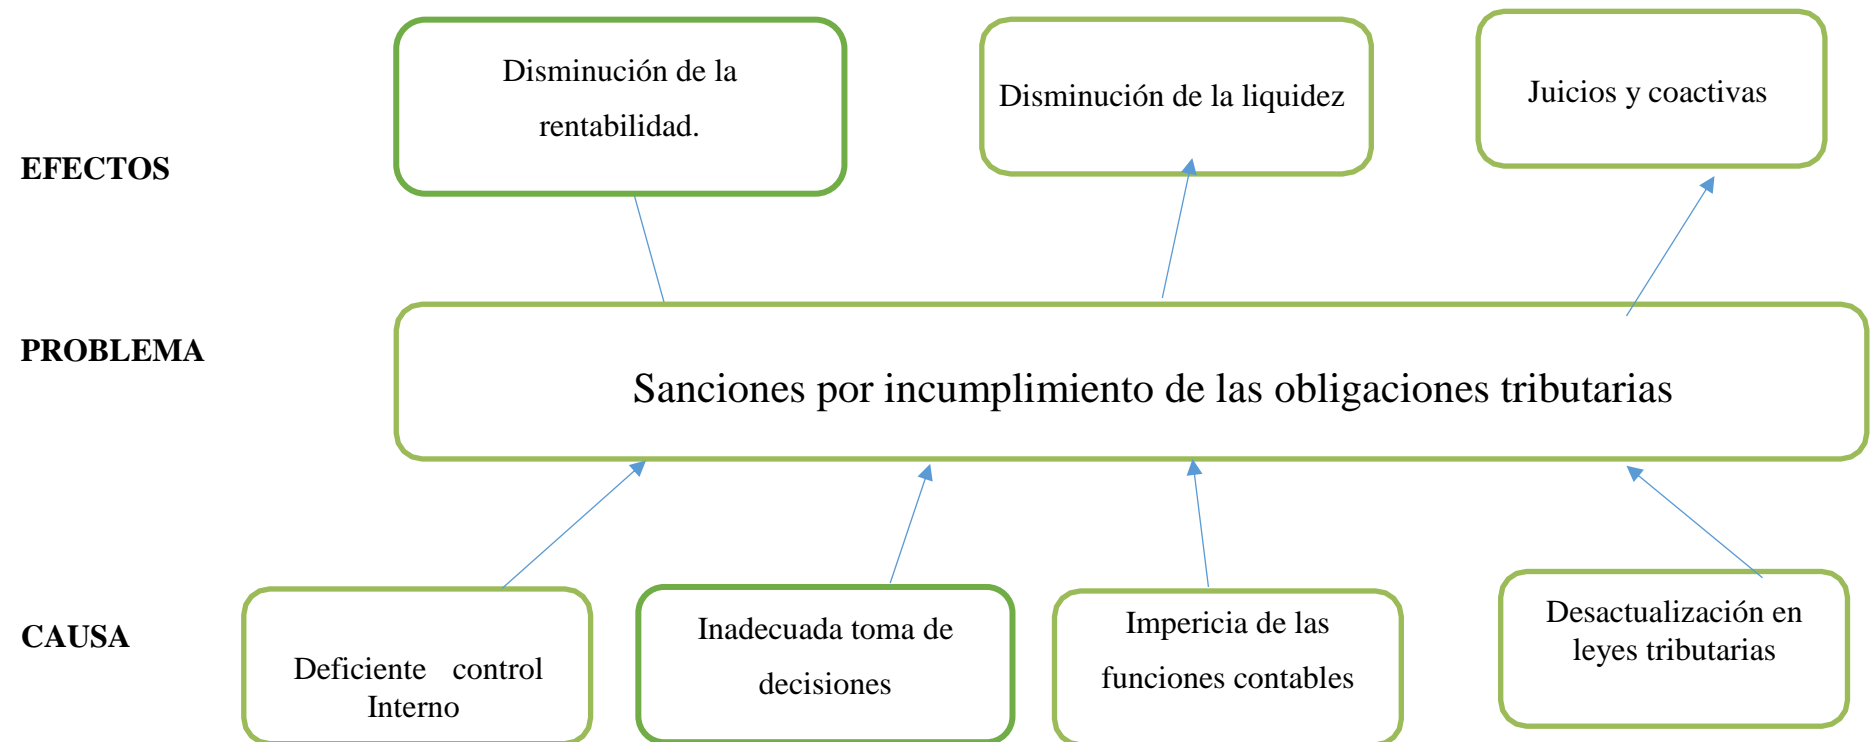 Disminución de la
rentabilidad.
Disminución de la liquidez
Juicios y coactivas
EFECTOS
PROBLEMA
Sanciones por incumplimiento de las obligaciones tributarias
CAUSA
Deficiente control
Interno
Inadecuada toma de
decisiones
Impericia de las
funciones contables
Desactualización en
leyes tributarias